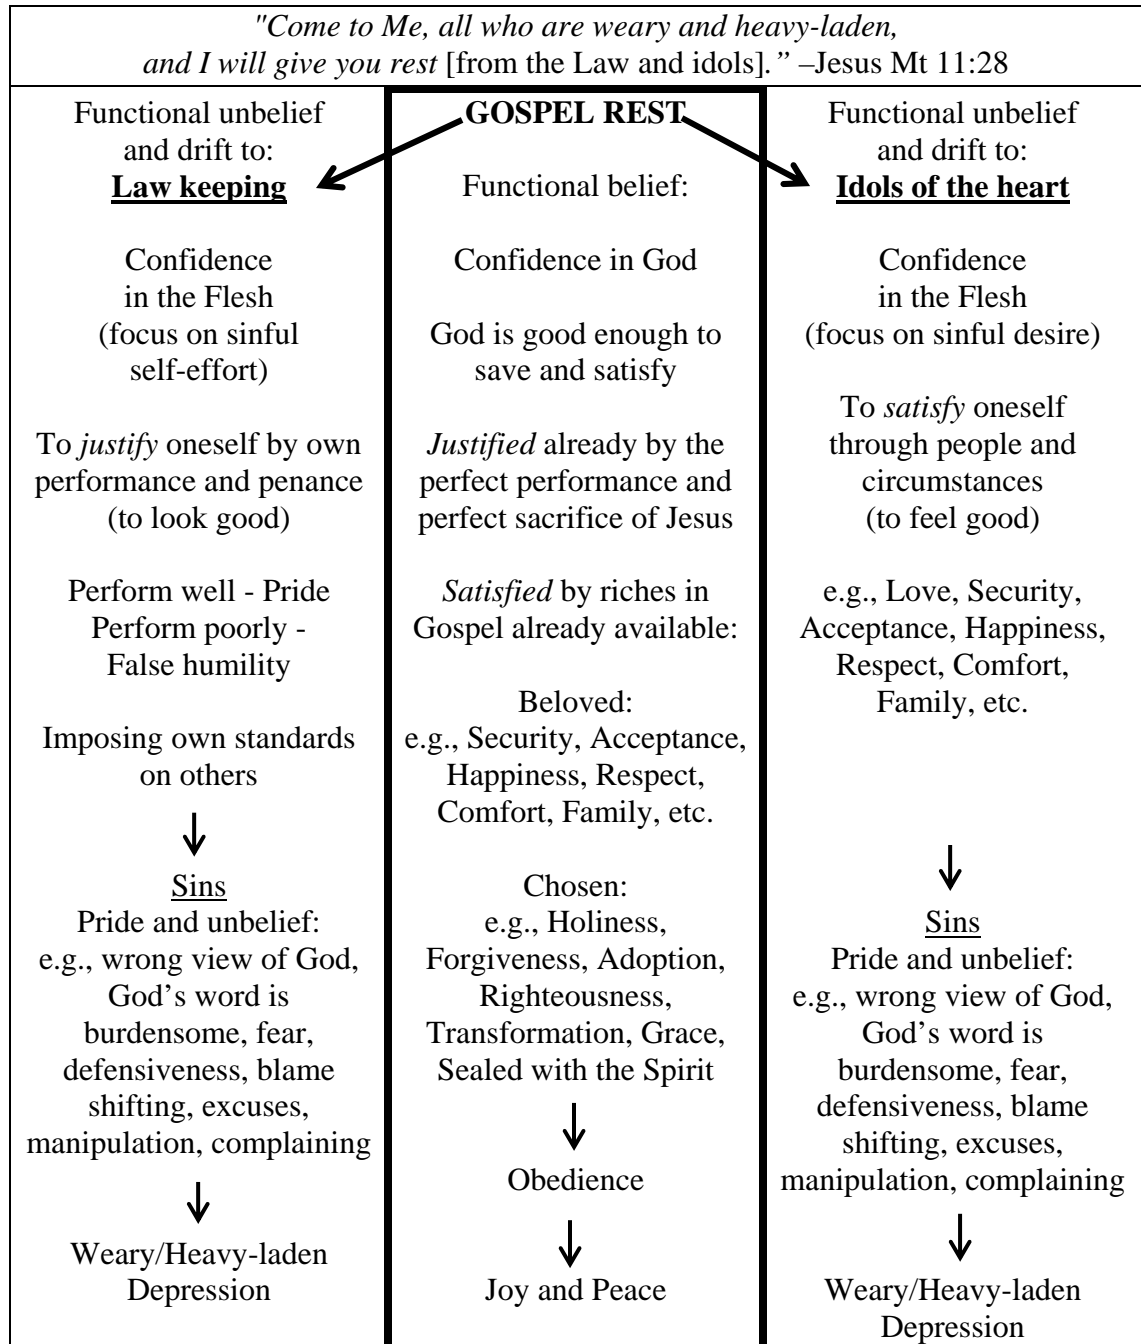 "Come to Me, all who are weary and heavy-laden,
and I will give you rest [from the Law and idols].” –Jesus Mt 11:28
Functional unbelief
and drift to:
Law keeping
Confidence
in the Flesh
(focus on sinful
self-effort)
To justify oneself by own
performance and penance
(to look good)
Perform well - Pride
Perform poorly -
False humility
Imposing own standards
on others
Sins
Pride and unbelief:
e.g., wrong view of God,
God’s word is
burdensome, fear,
defensiveness, blame
shifting, excuses,
manipulation, complaining
Weary/Heavy-laden
Depression
GOSPEL REST
Functional belief:
Confidence in God
God is good enough to
save and satisfy
Justified already by the
perfect performance and
perfect sacrifice of Jesus
Satisfied by riches in
Gospel already available:
Beloved:
e.g., Security, Acceptance,
Happiness, Respect,
Comfort, Family, etc.
Chosen:
e.g., Holiness,
Forgiveness, Adoption,
Righteousness,
Transformation, Grace,
Sealed with the Spirit
Obedience
Joy and Peace
Functional unbelief
and drift to:
Idols of the heart
Confidence
in the Flesh
(focus on sinful desire)
To satisfy oneself
through people and
circumstances
(to feel good)
e.g., Love, Security,
Acceptance, Happiness,
Respect, Comfort,
Family, etc.
Sins
Pride and unbelief:
e.g., wrong view of God,
God’s word is
burdensome, fear,
defensiveness, blame
shifting, excuses,
manipulation, complaining
Weary/Heavy-laden
Depression